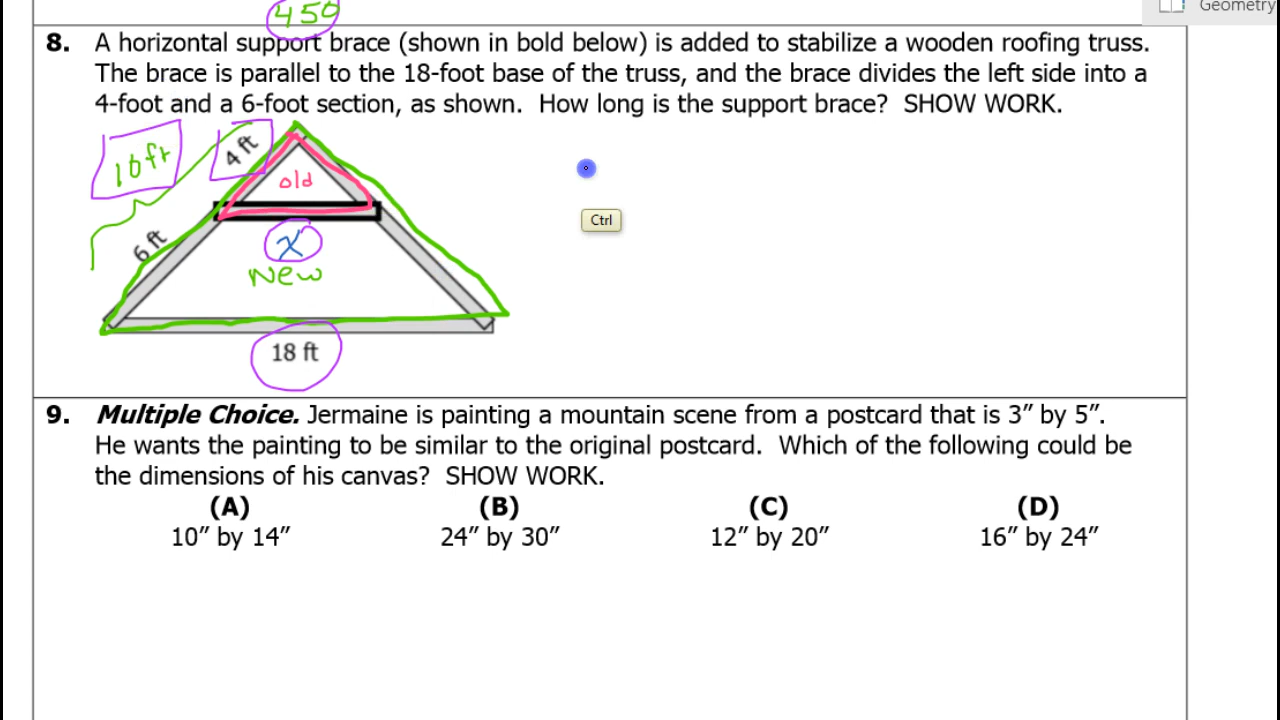 450
Geometry
8. A horizontal support brace (shown in bold below) is added to stabilize a wooden roofing truss.
The brace is parallel to the 18-foot base of the truss, and the brace divides the left side into a
4-foot and a 6-foot section, as shown. How long is the support brace? SHOW WORK.
10 ft
4 ft
old
Ctrl
6 ft
x
New
18 ft
9. Multiple Choice. Jermaine is painting a mountain scene from a postcard that is 3” by 5”.
He wants the painting to be similar to the original postcard. Which of the following could be
the dimensions of his canvas? SHOW WORK.
(A) (B) (C) (D)
10” by 14” 24” by 30” 12” by 20” 16” by 24”